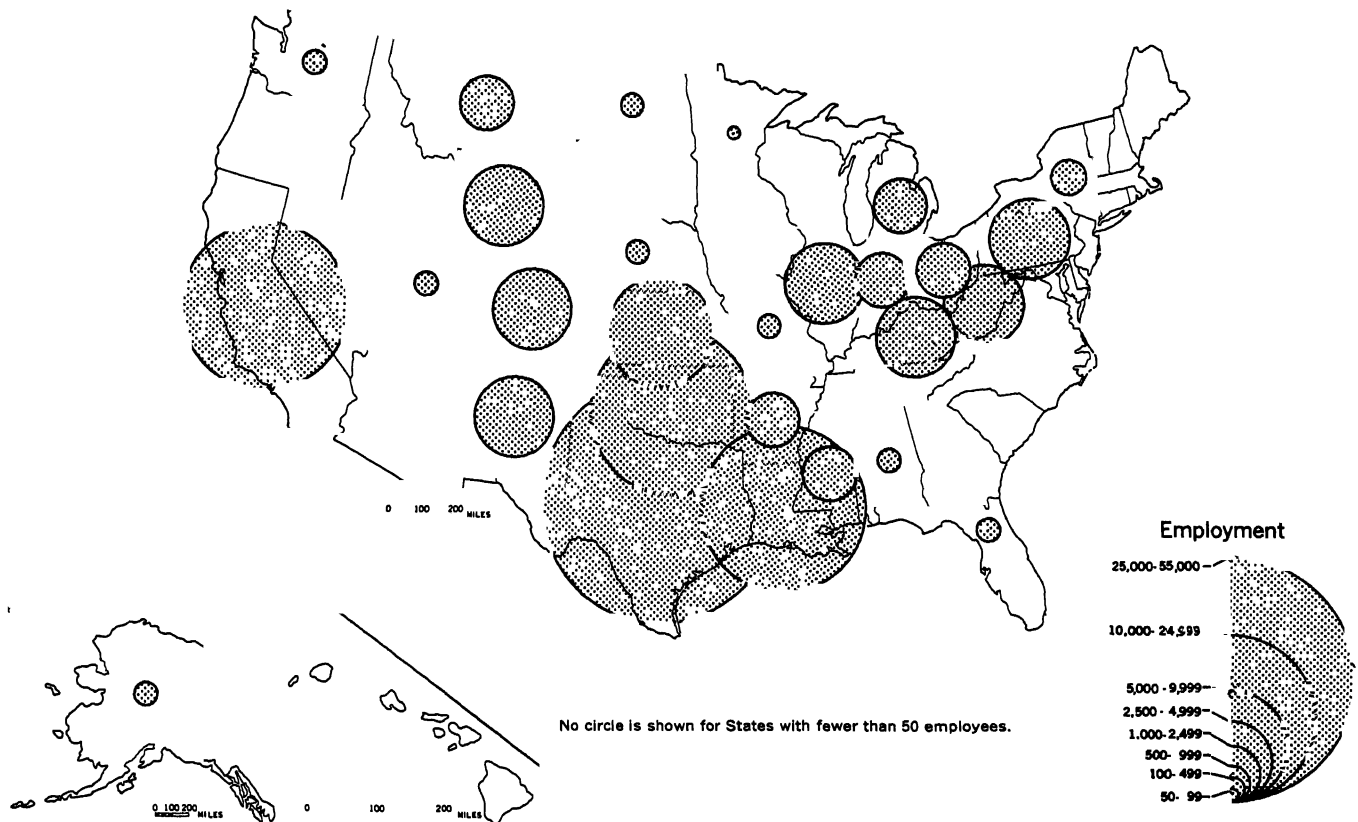 0 100 200 MILES
Employment
25,000-55,000
10,000-24,999
5,000-9,999
2,500-4,999
1,000-2,499
500-999
100-499
50-99
No circle is shown for States with fewer than 50 employees.
0 100 200 MILES
0 100 200 MILES